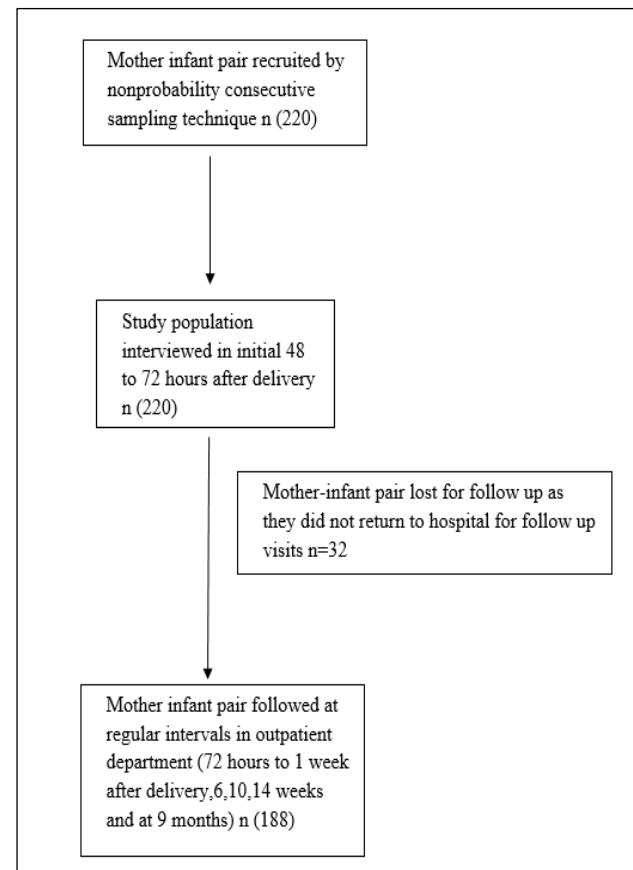 Mother infant pair recruited by
nonprobability consecutive
sampling technique n (220)
Study population
interviewed in initial 48
to 72 hours after delivery
n (220)
Mother-infant pair lost for follow up as
they did not return to hospital for follow up
visits n=32
Mother infant pair followed at
regular intervals in outpatient
department (72 hours to 1 week
after delivery,6,10,14 weeks
and at 9 months) n (188)